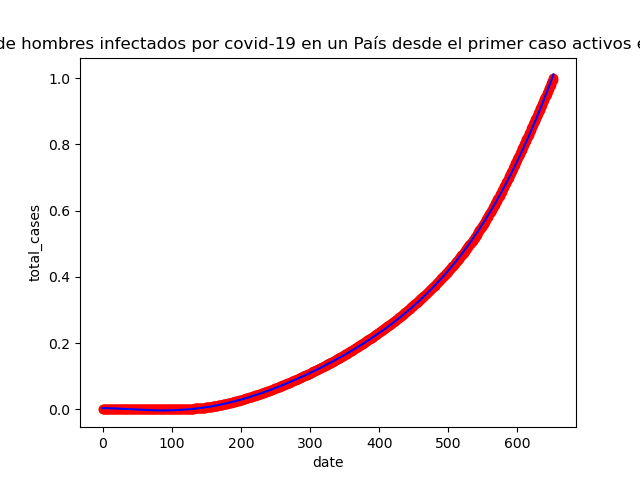 de hombres infectados por covid-19 en un País desde el primer caso activos e
1.0
0.8
0.6
0.4
0.2
0.0
total_cases
0 100 200 300 400 500 600
date